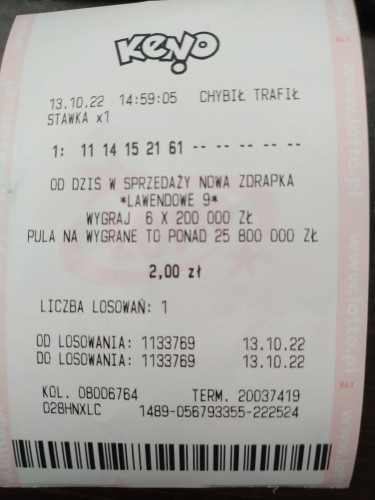 KENO
13.10.22 14:59:05 CHYBIŁ TRAFIŁ
STAWKA x1
1: 11 14 15 21 61 -- -- -- -- --
OD DZIŚ W SPRZEDAŻY NOWA ZDRAPKA
*LAWENDOWE 9*
WYGRAJ 6 X 200 000 ZŁ
PULA NA WYGRANE TO PONAD 25 800 000 ZŁ
2,00 zł
LICZBA LOSOWAŃ: 1
OD LOSOWANIA: 1133769 13.10.22
DO LOSOWANIA: 1133769 13.10.22
KOL. 08006764 TERM. 20037419
028HNXLC 1489-056793355-222524
www.lotto.pl